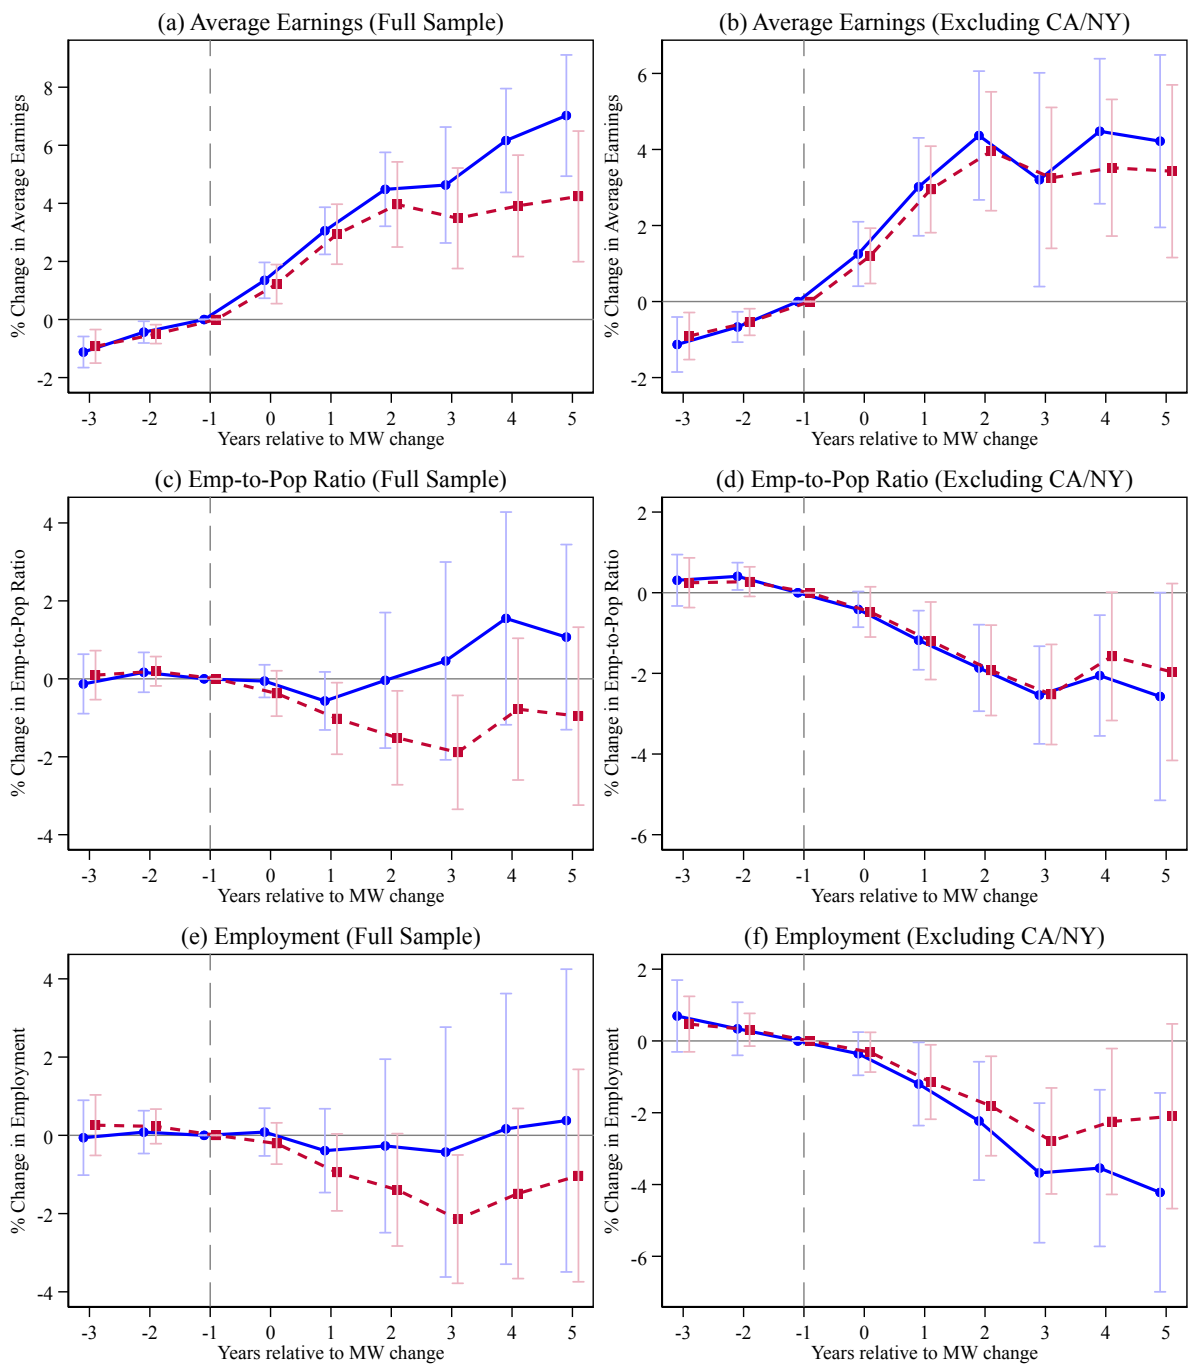 (a) Average Earnings (Full Sample)
% Change in Average Earnings
8
6
4
2
0
-2
-3 -2 -1 0 1 2 3 4 5
Years relative to MW change
(b) Average Earnings (Excluding CA/NY)
% Change in Average Earnings
6
4
2
0
-2
-3 -2 -1 0 1 2 3 4 5
Years relative to MW change
(c) Emp-to-Pop Ratio (Full Sample)
% Change in Emp-to-Pop Ratio
4
2
0
-2
-4
-3 -2 -1 0 1 2 3 4 5
Years relative to MW change
(d) Emp-to-Pop Ratio (Excluding CA/NY)
% Change in Emp-to-Pop Ratio
2
0
-2
-4
-6
-3 -2 -1 0 1 2 3 4 5
Years relative to MW change
(e) Employment (Full Sample)
% Change in Employment
4
2
0
-2
-4
-3 -2 -1 0 1 2 3 4 5
Years relative to MW change
(f) Employment (Excluding CA/NY)
% Change in Employment
2
0
-2
-4
-6
-3 -2 -1 0 1 2 3 4 5
Years relative to MW change